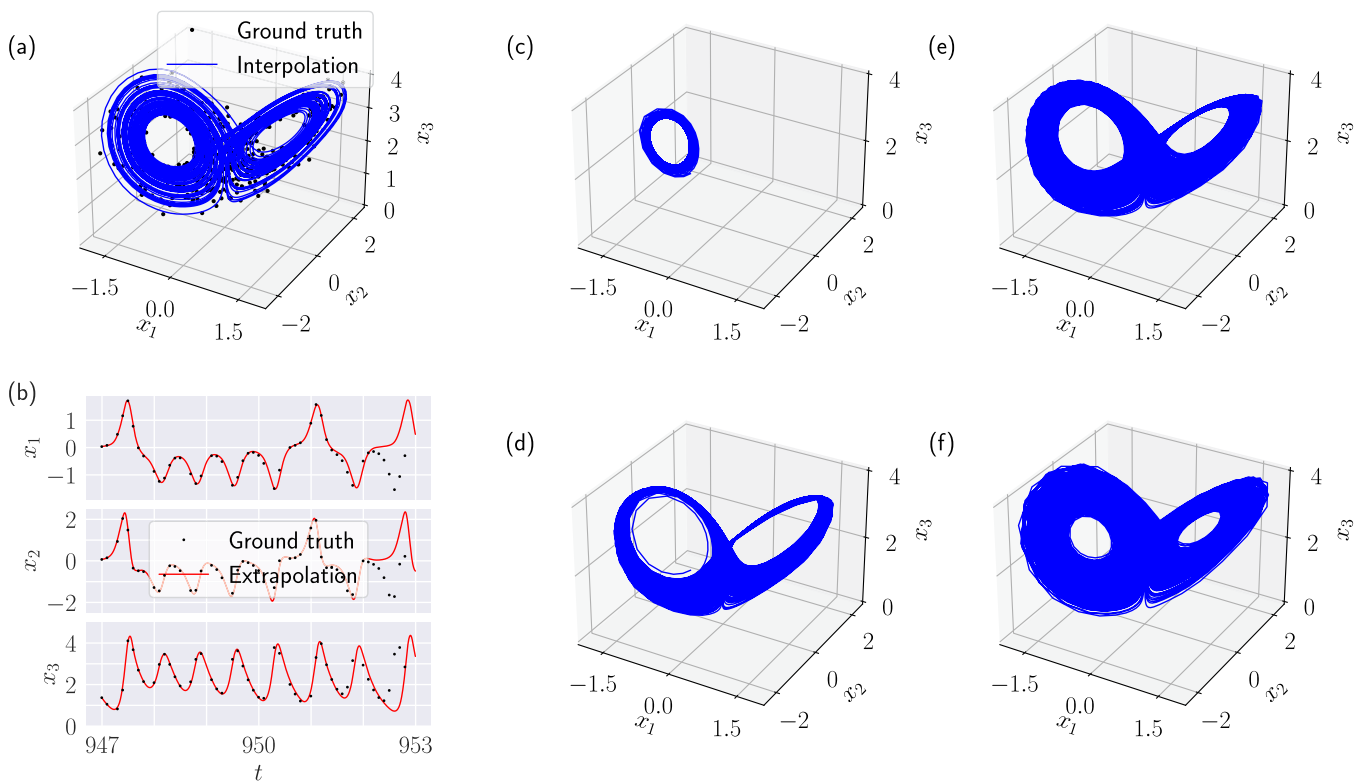 (a)
Ground truth
Interpolation
4
3
2
1
0
x₃
2
0
−2
x₂
−1.5
0.0
1.5
x₁
(c)
4
2
0
x₃
2
0
−2
x₂
−1.5
0.0
1.5
x₁
(e)
4
2
0
x₃
2
0
−2
x₂
−1.5
0.0
1.5
x₁
(b)
1
0
−1
x₁
2
0
−2
x₂
Ground truth
Extrapolation
4
2
0
x₃
947 950 953
t
(d)
4
2
0
x₃
2
0
−2
x₂
−1.5
0.0
1.5
x₁
(f)
4
2
0
x₃
2
0
−2
x₂
−1.5
0.0
1.5
x₁